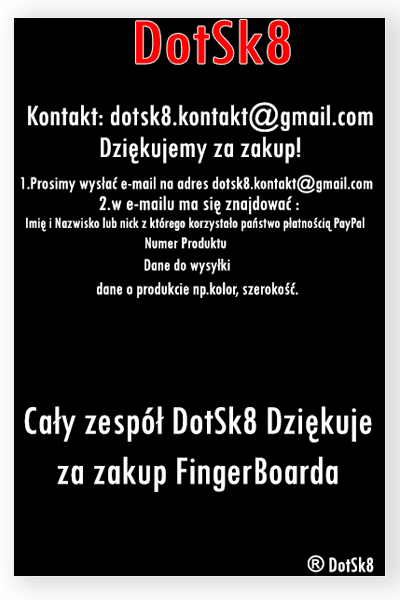 DotSk8
Kontakt: dotsk8.kontakt@gmail.com
Dziękujemy za zakup!
1.Prosimy wysłać e-mail na adres dotsk8.kontakt@gmail.com
2.w e-mailu ma się znajdować :
Imię i Nazwisko lub nick z którego korzystało państwo płatnością PayPal
Numer Produktu
Dane do wysyłki
dane o produkcie np.kolor, szerokość.
Cały zespół DotSk8 Dziękuje
za zakup FingerBoarda
® DotSk8